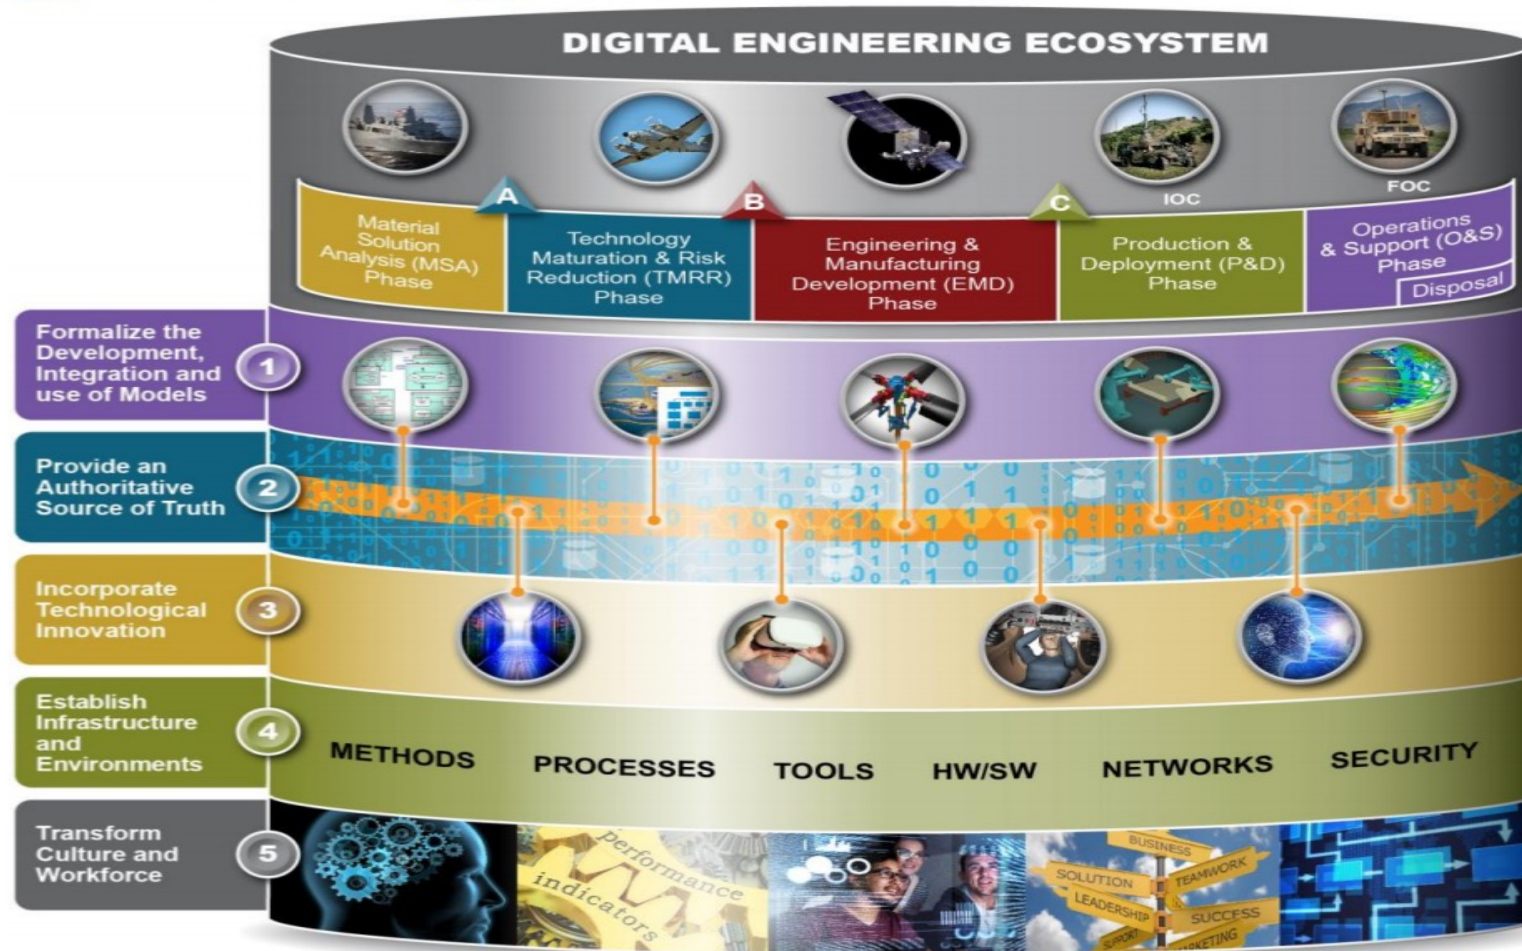 DIGITAL ENGINEERING ECOSYSTEM
IOC
FOC
A
B
C
Material
Solution
Analysis (MSA)
Phase
Technology
Maturation & Risk
Reduction (TMRR)
Phase
Engineering &
Manufacturing
Development (EMD)
Phase
Production &
Deployment (P&D)
Phase
Operations
& Support (O&S)
Phase
Disposal
Formalize the
Development,
Integration and
use of Models
1
Provide an
Authoritative
Source of Truth
2
Incorporate
Technological
Innovation
3
Establish
Infrastructure
and
Environments
4
METHODS
PROCESSES
TOOLS
HW/SW
NETWORKS
SECURITY
Transform
Culture and
Workforce
5
performance
indicators
BUSINESS
SOLUTION
TEAMWORK
LEADERSHIP
SUCCESS
SUPPORT